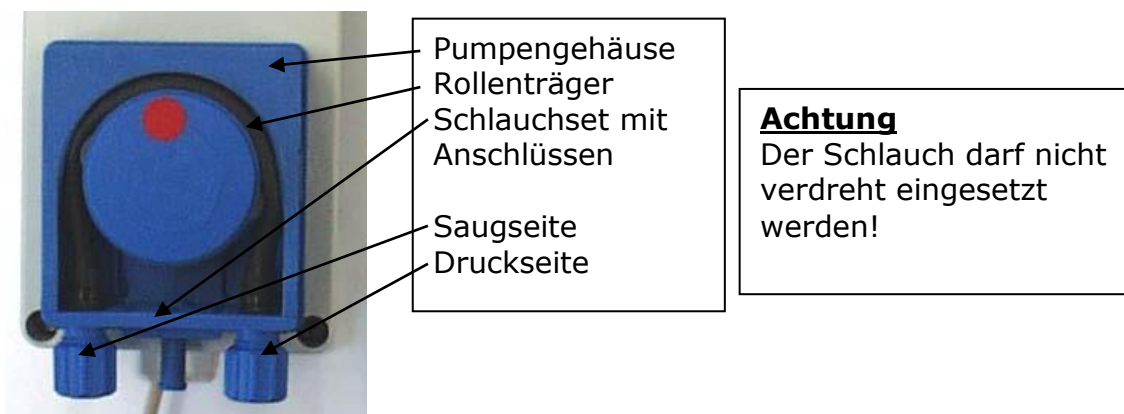 Pumpengehäuse
Rollenträger
Schlauchset mit
Anschlüssen
Saugseite
Druckseite
Achtung
Der Schlauch darf nicht
verdreht eingesetzt
werden!